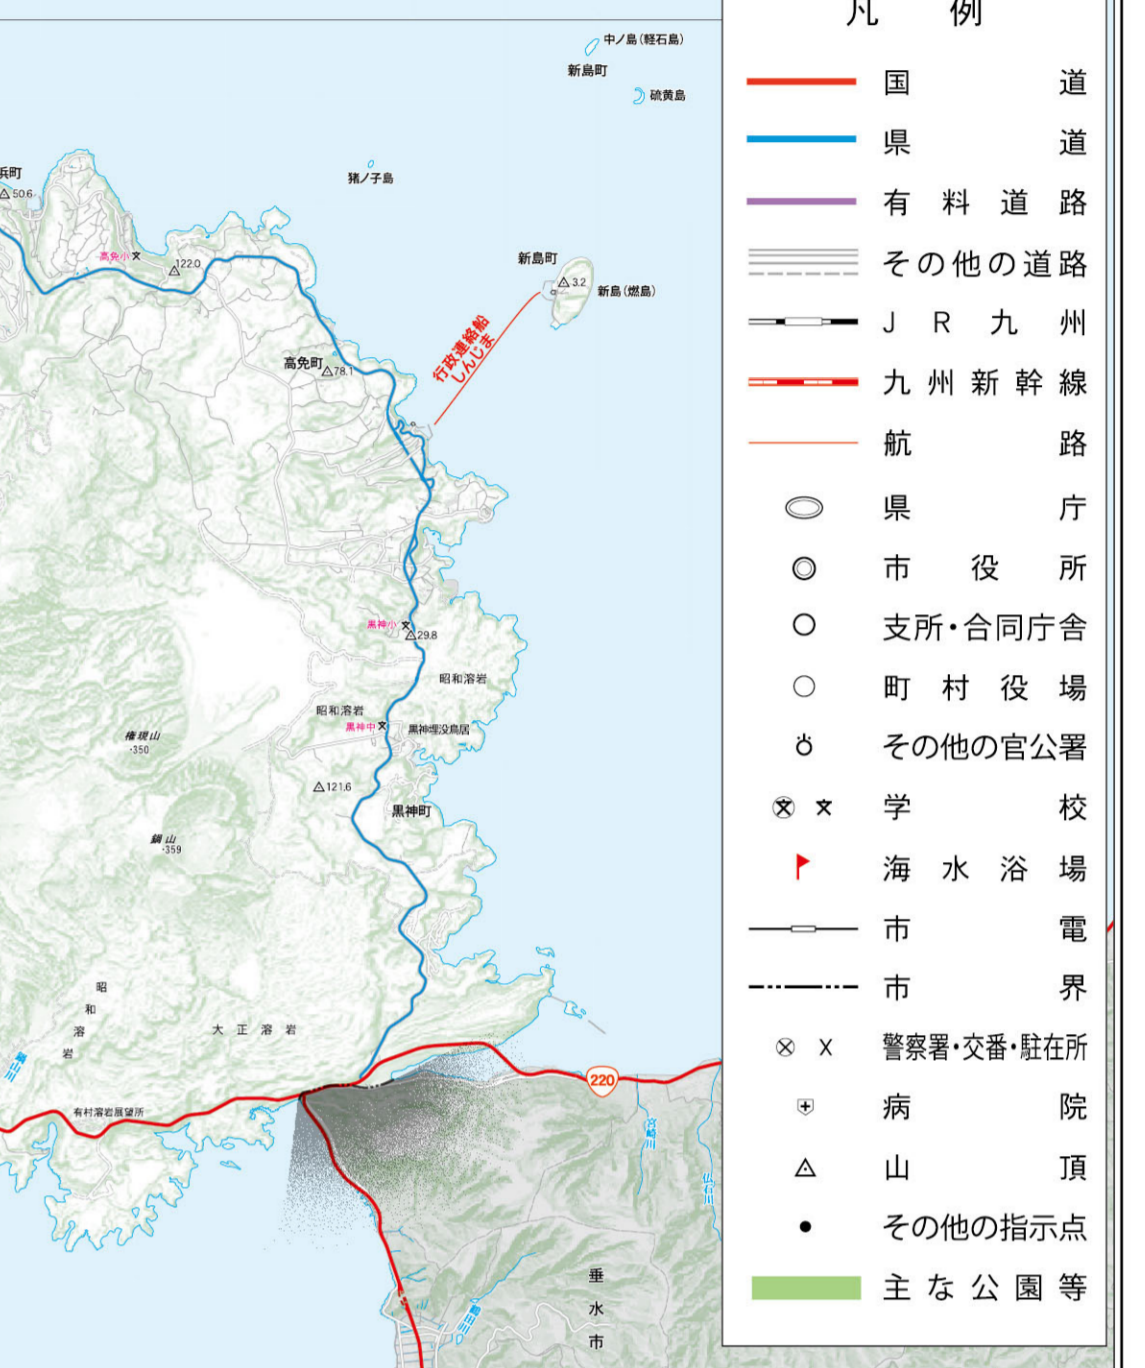 凡例
国道
県道
有料道路
その他の道路
JR九州
九州新幹線
航路
県庁
市役所
支所・合同庁舎
町村役場
その他の官公署
学校
海水浴場
市電
市界
警察署・交番・駐在所
病院
山頂
その他の指示点
主な公園等
中ノ島(軽石島)
新島町
硫黄島
猪ノ子島
浜町
50.6
高免小
122.0
新島町
3.2
新島(燃島)
行政連絡船
しんじま
高免町
78.1
黒神小
29.8
昭和溶岩
昭和溶岩
黒神中
黒神埋没鳥居
権現山
・350
121.6
黒神町
鍋山
・359
昭和溶岩
大正溶岩
有村溶岩展望所
220
垂水市